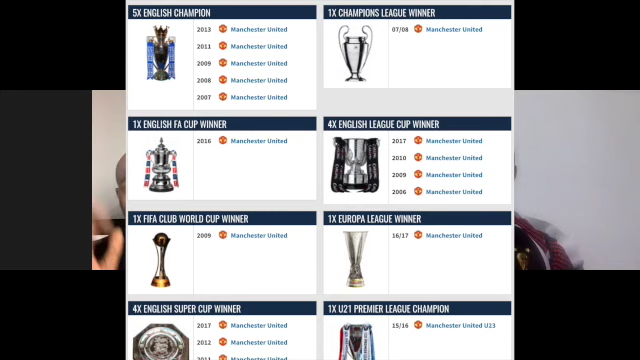 5X ENGLISH CHAMPION
2013 Manchester United
2011 Manchester United
2009 Manchester United
2008 Manchester United
2007 Manchester United
1X CHAMPIONS LEAGUE WINNER
07/08 Manchester United
1X ENGLISH FA CUP WINNER
2016 Manchester United
4X ENGLISH LEAGUE CUP WINNER
2017 Manchester United
2010 Manchester United
2009 Manchester United
2006 Manchester United
1X FIFA CLUB WORLD CUP WINNER
2009 Manchester United
1X EUROPA LEAGUE WINNER
16/17 Manchester United
4X ENGLISH SUPER CUP WINNER
2017 Manchester United
2012 Manchester United
2011 Manchester United
1X U21 PREMIER LEAGUE CHAMPION
15/16 Manchester United U23